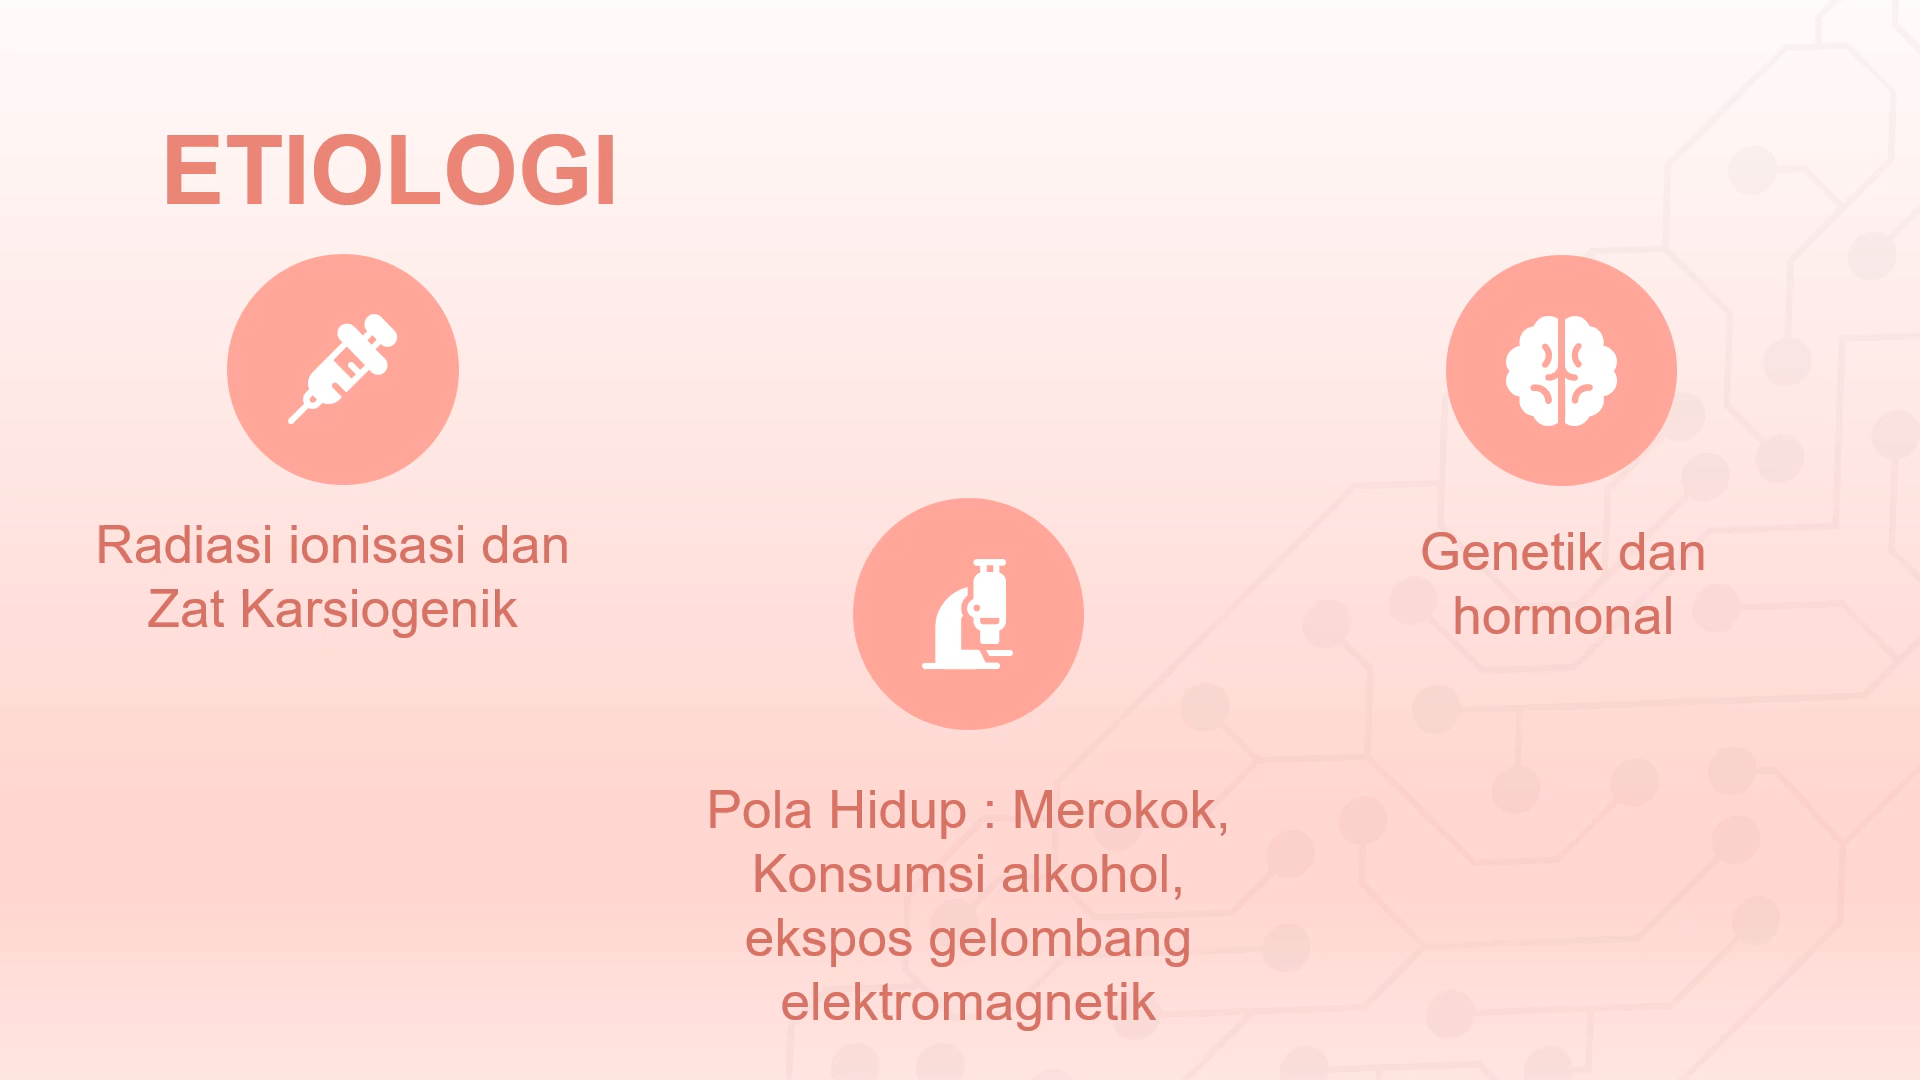 ETIOLOGI
Radiasi ionisasi dan
Zat Karsiogenik
Pola Hidup : Merokok,
Konsumsi alkohol,
ekspos gelombang
elektromagnetik
Genetik dan
hormonal